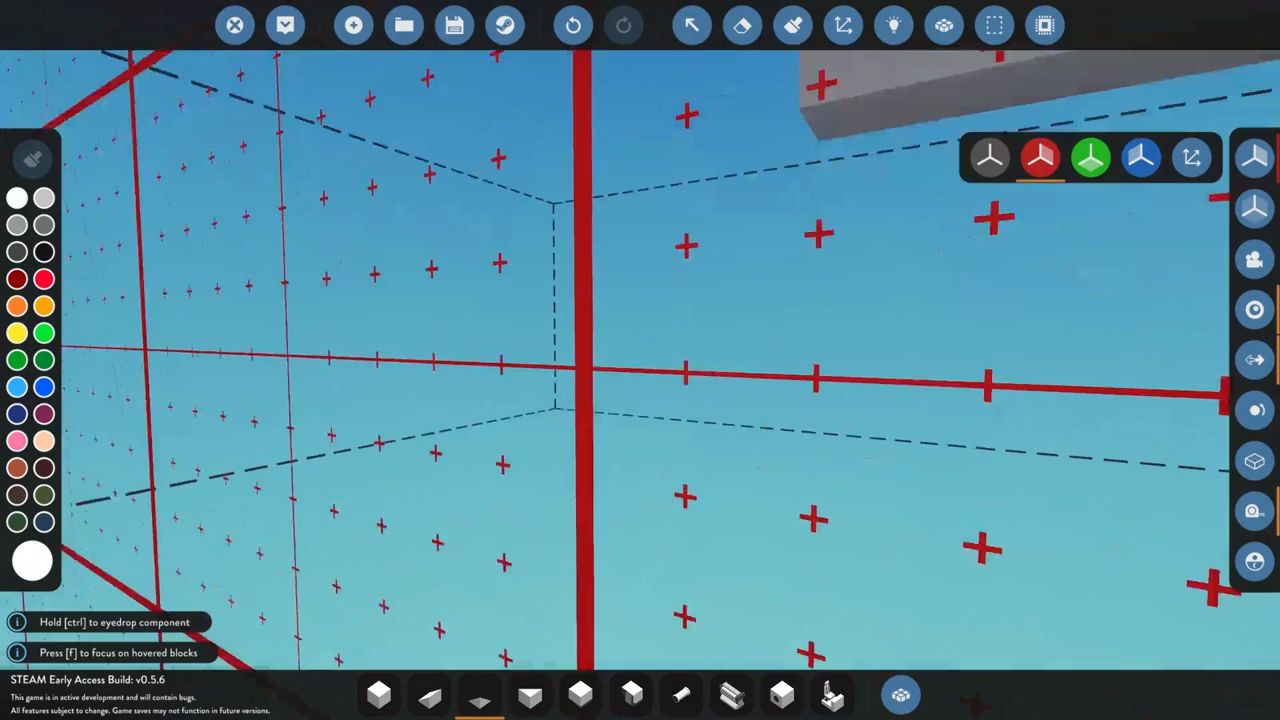 Hold [ctrl] to eyedrop component
Press [f] to focus on hovered blocks
STEAM Early Access Build: v0.5.6
This game is in active development and will contain bugs.
All features subject to change. Game saves may not function in future versions.